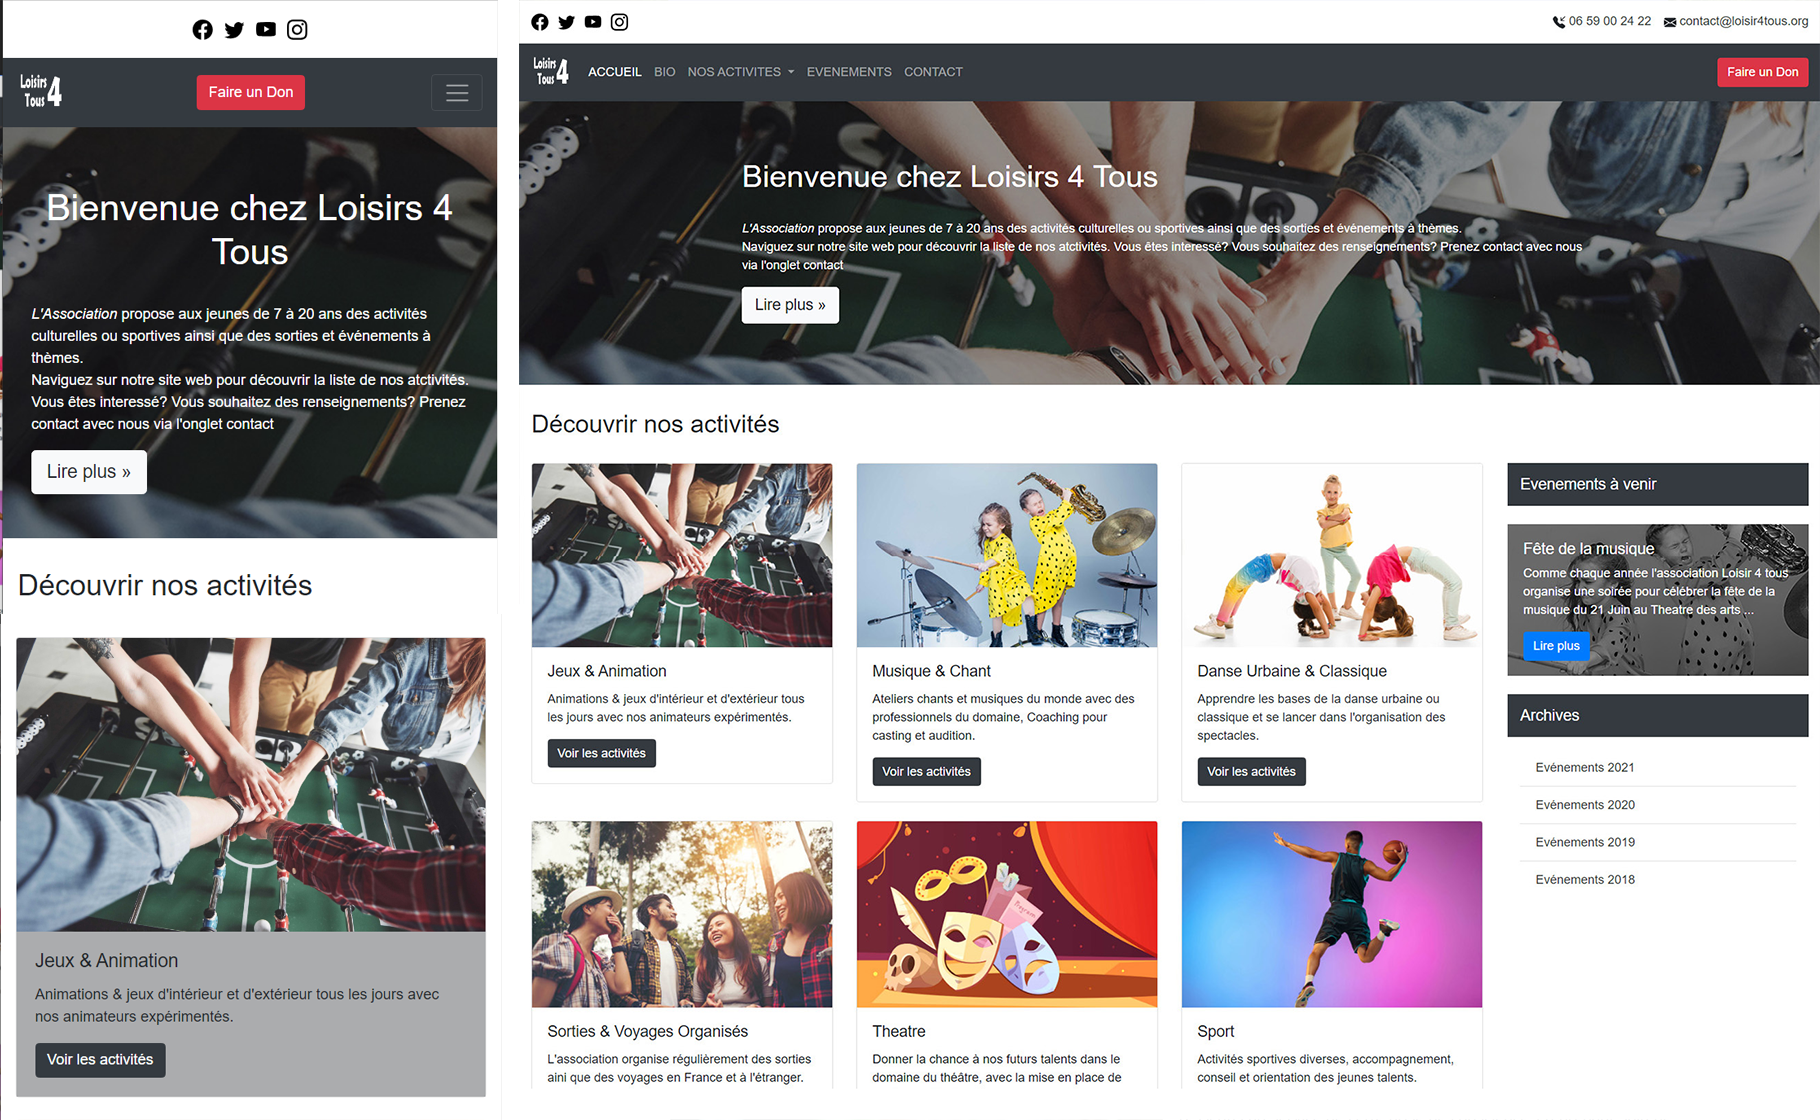 Loisirs
Tous 4
Faire un Don
Bienvenue chez Loisirs 4
Tous
L'Association propose aux jeunes de 7 à 20 ans des activités
culturelles ou sportives ainsi que des sorties et événements à
thèmes.
Naviguez sur notre site web pour découvrir la liste de nos atctivités.
Vous êtes interessé? Vous souhaitez des renseignements? Prenez
contact avec nous via l'onglet contact
Lire plus »
Découvrir nos activités
Jeux & Animation
Animations & jeux d'intérieur et d'extérieur tous les jours avec
nos animateurs expérimentés.
Voir les activités
06 59 00 24 22 contact@loisir4tous.org
Loisirs
Tous 4
ACCUEIL BIO NOS ACTIVITES EVENEMENTS CONTACT
Faire un Don
Bienvenue chez Loisirs 4 Tous
L'Association propose aux jeunes de 7 à 20 ans des activités culturelles ou sportives ainsi que des sorties et événements à thèmes.
Naviguez sur notre site web pour découvrir la liste de nos atctivités. Vous êtes interessé? Vous souhaitez des renseignements? Prenez contact avec nous
via l'onglet contact
Lire plus »
Découvrir nos activités
Jeux & Animation
Animations & jeux d'intérieur et d'extérieur tous
les jours avec nos animateurs expérimentés.
Voir les activités
Musique & Chant
Ateliers chants et musiques du monde avec des
professionnels du domaine, Coaching pour
casting et audition.
Voir les activités
Danse Urbaine & Classique
Apprendre les bases de la danse urbaine ou
classique et se lancer dans l'organisation des
spectacles.
Voir les activités
Program
Sorties & Voyages Organisés
L'association organise régulièrement des sorties
aini que des voyages en France et à l'étranger.
Theatre
Donner la chance à nos futurs talents dans le
domaine du théâtre, avec la mise en place de
Sport
Activités sportives diverses, accompagnement,
conseil et orientation des jeunes talents.
Evenements à venir
Fête de la musique
Comme chaque année l'association Loisir 4 tous
organise une soirée pour célébrer la fête de la
musique du 21 Juin au Theatre des arts ...
Lire plus
Archives
Evénements 2021
Evénements 2020
Evénements 2019
Evénements 2018